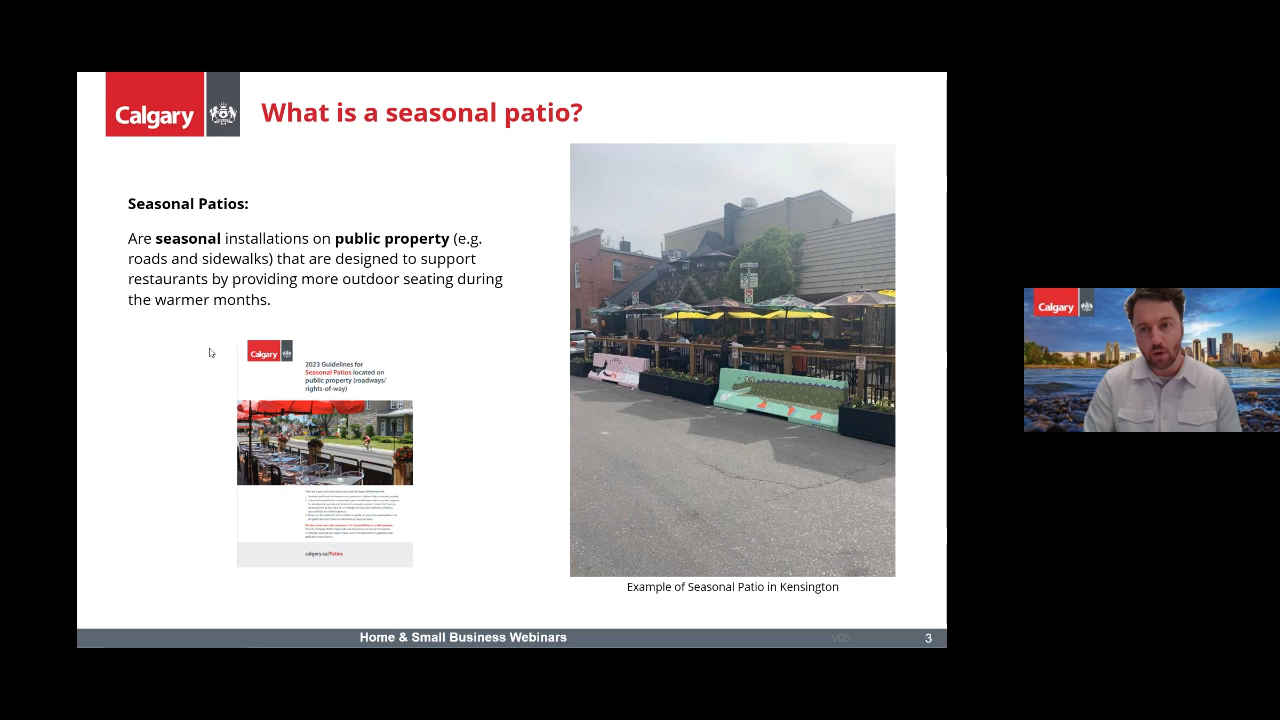 Calgary
What is a seasonal patio?
Seasonal Patios:
Are seasonal installations on public property (e.g.
roads and sidewalks) that are designed to support
restaurants by providing more outdoor seating during
the warmer months.
Calgary
2023 Guidelines for
Seasonal Patios located on
public property (roadways/
rights-of-way)
calgary.ca/Patios
Example of Seasonal Patio in Kensington
Home & Small Business Webinars
V05
3
Calgary